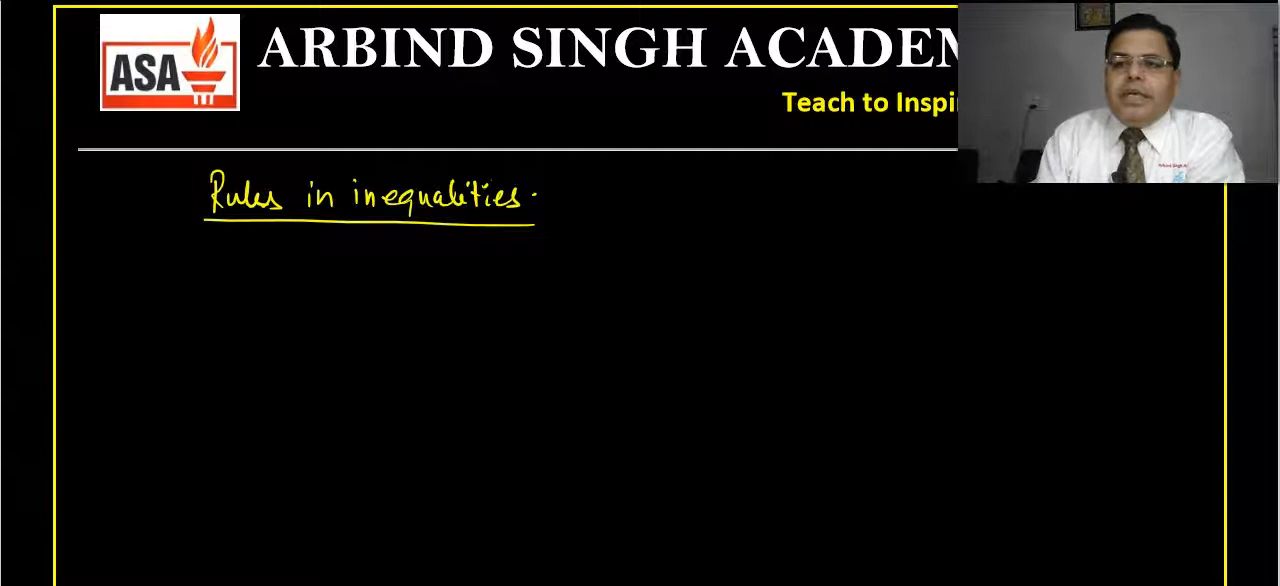 ASA
ARBIND SINGH ACADEM
Teach to Inspi
Rules in inequalities.